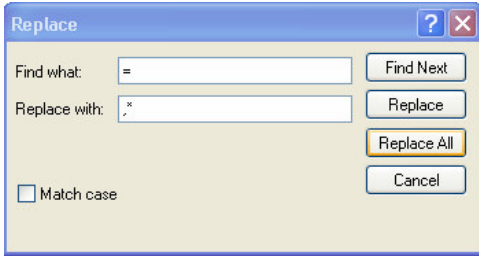 Replace
Find what: =
Find Next
Replace with: ,*
Replace
Replace All
Match case
Cancel